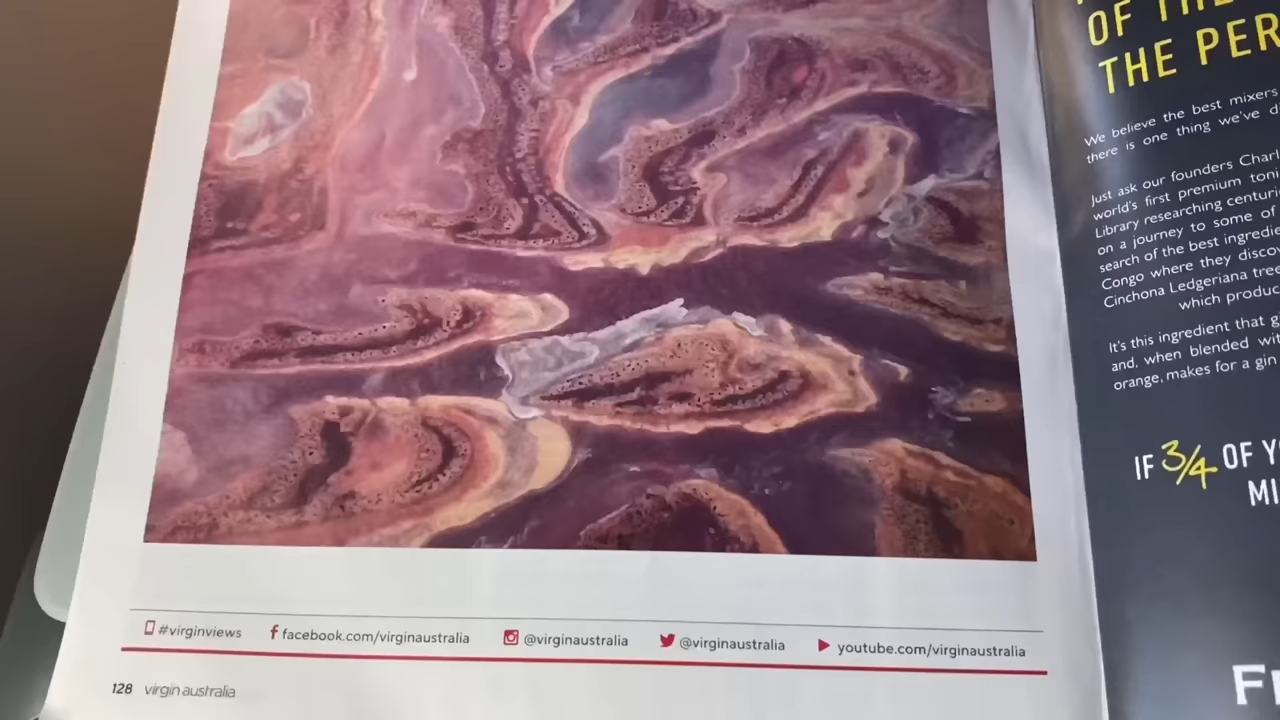 #virginviews
facebook.com/virginaustralia
@virginaustralia
@virginaustralia
youtube.com/virginaustralia
128 virgin australia
OF THE
THE PER
We believe the best mixers
there is one thing we've d
Just ask our founders Charl
world's first premium toni
Library researching centuri
on a journey to some of
search of the best ingredie
Congo where they disco
Cinchona Ledgeriana tree
which produc
It's this ingredient that g
and, when blended wit
orange, makes for a gin
IF 3/4 OF Y
MI